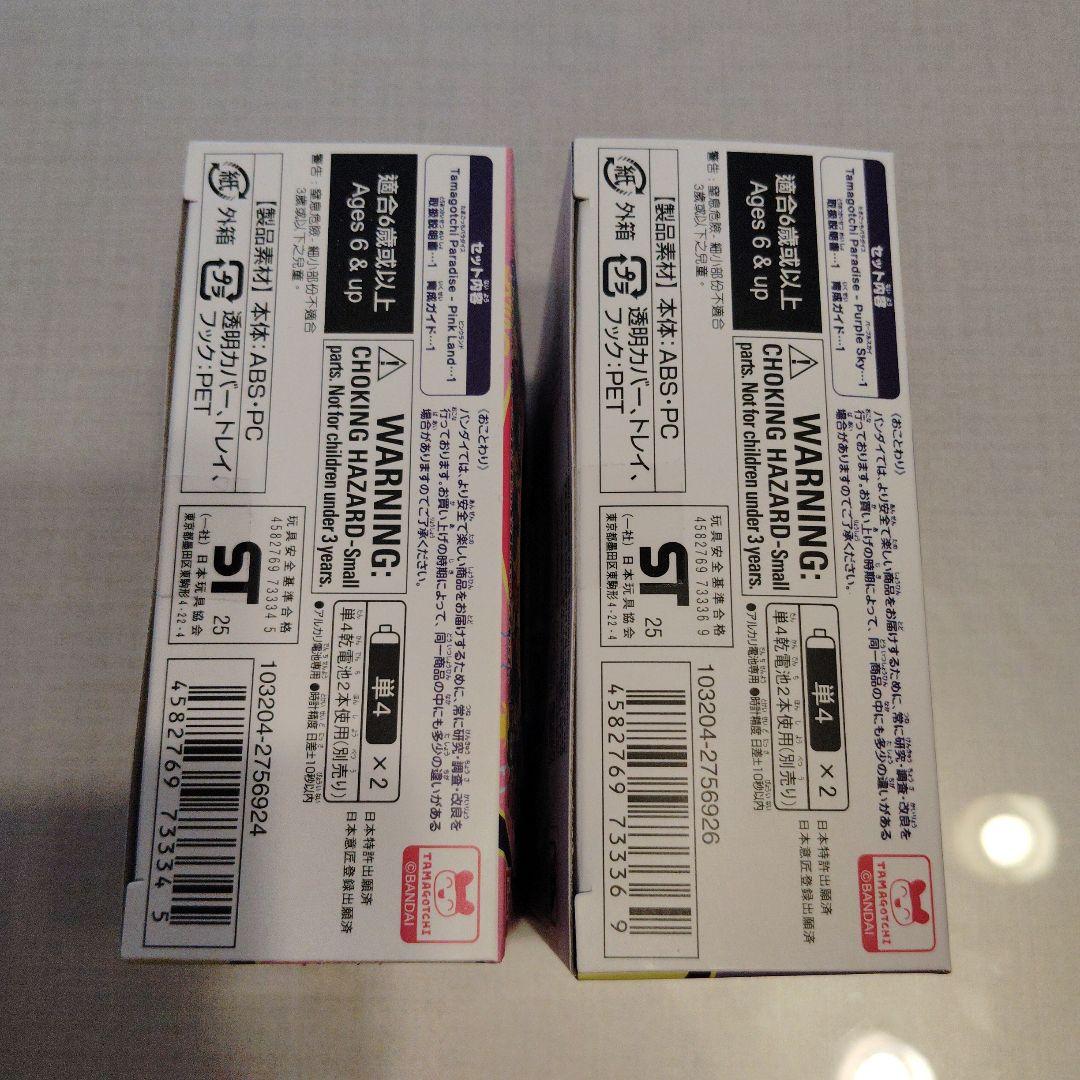 セット内容
Tamagotchi Paradise - Pink Land…1
取扱説明書…1 育成ガイド…1
〈おことわり〉
バンダイでは、より安全で楽しい商品をお届けするために、常に研究・調査・改良を
行っております。お買い上げの時期によって、同一商品の中にも多少の違いがある
場合がありますのでご了承ください。
適合6歳或以上
Ages 6 & up
WARNING:
CHOKING HAZARD-Small
parts. Not for children under 3 years.
警告:窒息危險-細小部份不適合
3歲或以下之兒童。
単4
×2
単4乾電池2本使用(別売り)
●アルカリ電池専用 ●時計精度 日差±10秒以内
日本特許出願済
日本意匠登録出願済
TAMAGOTCHI
©BANDAI
【製品素材】本体:ABS・PC
紙 外箱 プラ 透明カバー、トレイ、
フック:PET
玩具安全基準合格
4582769 73334 5
ST 25
(一社)日本玩具協会
東京都墨田区東駒形4-22-4
103204-2756924
4 582769 733345
セット内容
Tamagotchi Paradise - Purple Sky…1
取扱説明書…1 育成ガイド…1
〈おことわり〉
バンダイでは、より安全で楽しい商品をお届けするために、常に研究・調査・改良を
行っております。お買い上げの時期によって、同一商品の中にも多少の違いがある
場合がありますのでご了承ください。
適合6歳或以上
Ages 6 & up
WARNING:
CHOKING HAZARD-Small
parts. Not for children under 3 years.
警告:窒息危險-細小部份不適合
3歲或以下之兒童。
単4
×2
単4乾電池2本使用(別売り)
●アルカリ電池専用 ●時計精度 日差±10秒以内
日本特許出願済
日本意匠登録出願済
TAMAGOTCHI
©BANDAI
【製品素材】本体:ABS・PC
紙 外箱 プラ 透明カバー、トレイ、
フック:PET
玩具安全基準合格
4582769 73336 9
ST 25
(一社)日本玩具協会
東京都墨田区東駒形4-22-4
103204-2756926
4 582769 733369